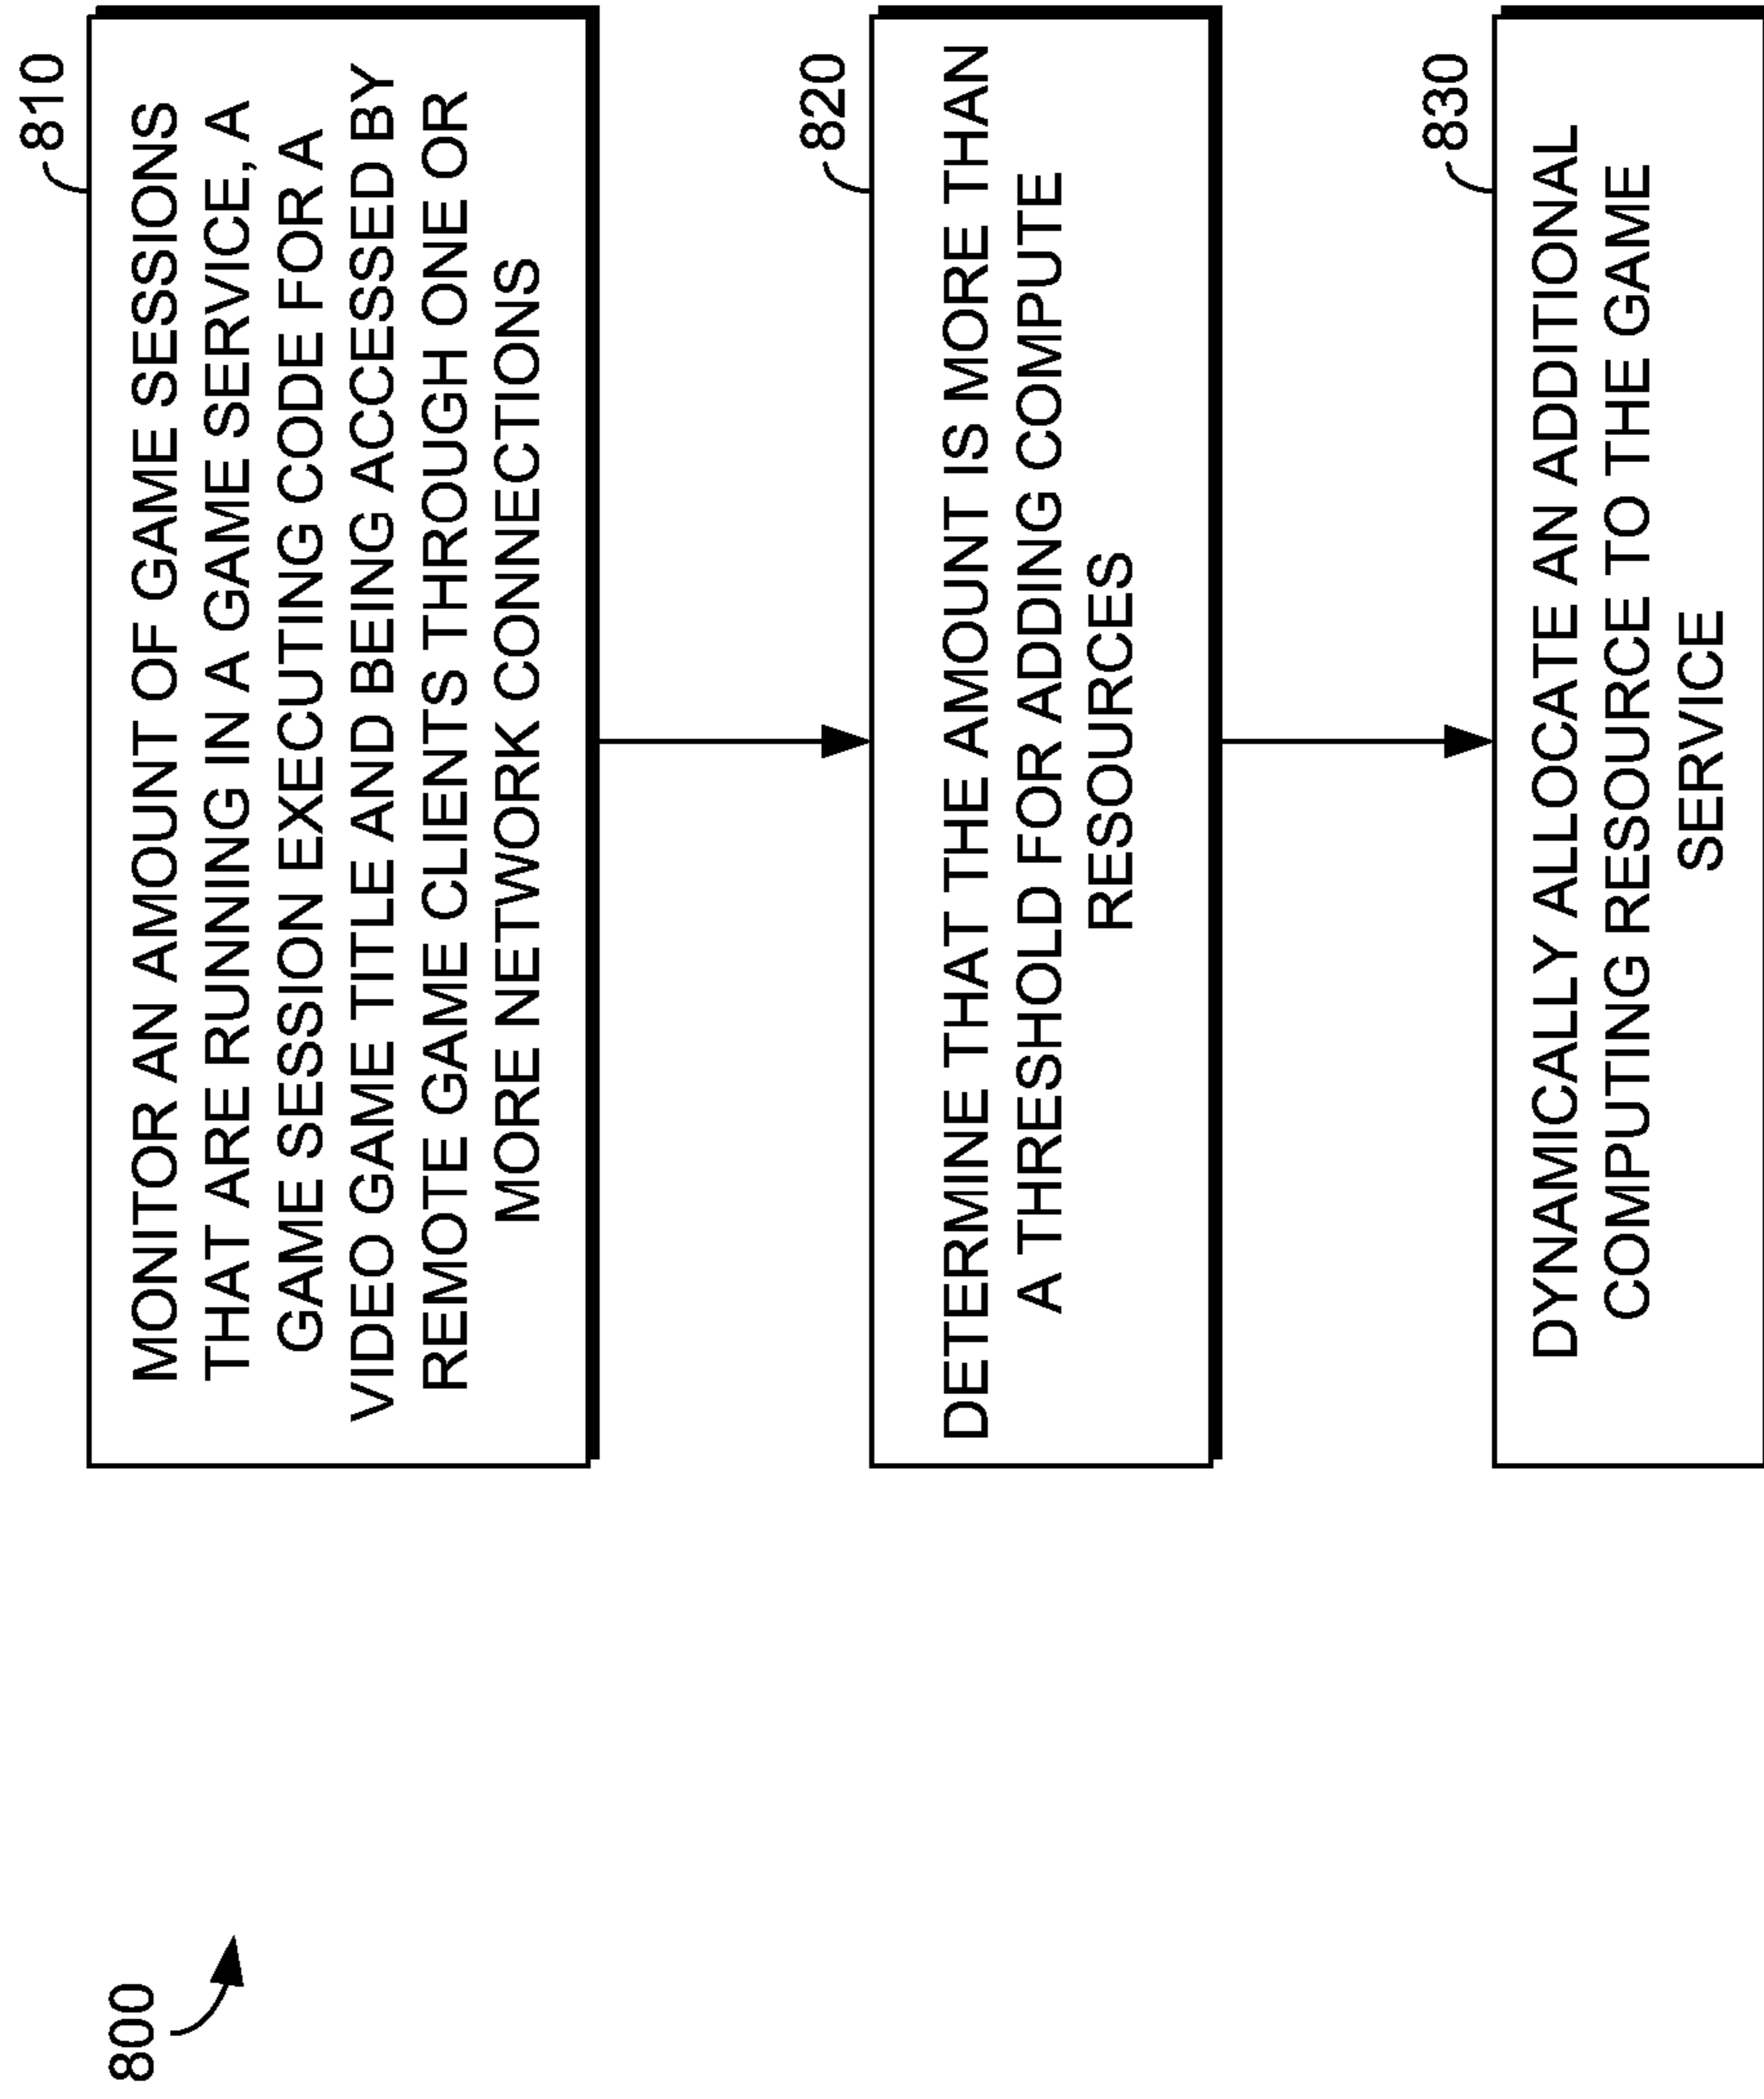 800
810
MONITOR AN AMOUNT OF GAME SESSIONS
THAT ARE RUNNING IN A GAME SERVICE, A
GAME SESSION EXECUTING CODE FOR A
VIDEO GAME TITLE AND BEING ACCESSED BY
REMOTE GAME CLIENTS THROUGH ONE OR
MORE NETWORK CONNECTIONS
820
DETERMINE THAT THE AMOUNT IS MORE THAN
A THRESHOLD FOR ADDING COMPUTE
RESOURCES
830
DYNAMICALLY ALLOCATE AN ADDITIONAL
COMPUTING RESOURCE TO THE GAME
SERVICE